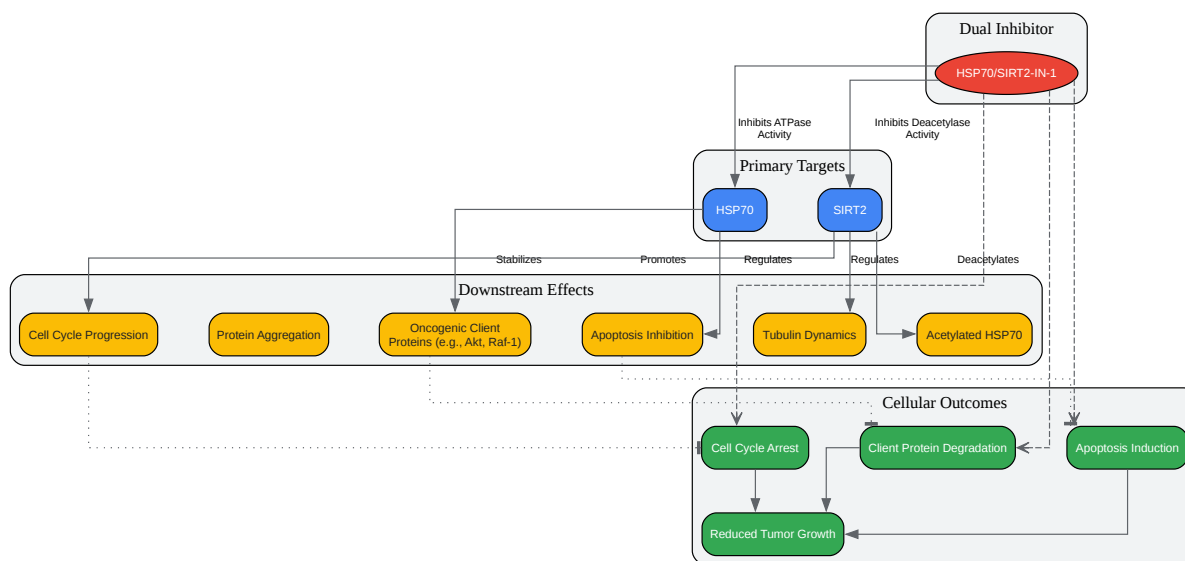 Dual Inhibitor
HSP70/SIRT2-IN-1
Inhibits ATPase
Activity
Inhibits Deacetylase
Activity
Primary Targets
HSP70
SIRT2
Stabilizes
Promotes
Regulates
Regulates
Deacetylates
Downstream Effects
Cell Cycle Progression
Protein Aggregation
Oncogenic Client
Proteins (e.g., Akt, Raf-1)
Apoptosis Inhibition
Tubulin Dynamics
Acetylated HSP70
Cellular Outcomes
Cell Cycle Arrest
Client Protein Degradation
Apoptosis Induction
Reduced Tumor Growth